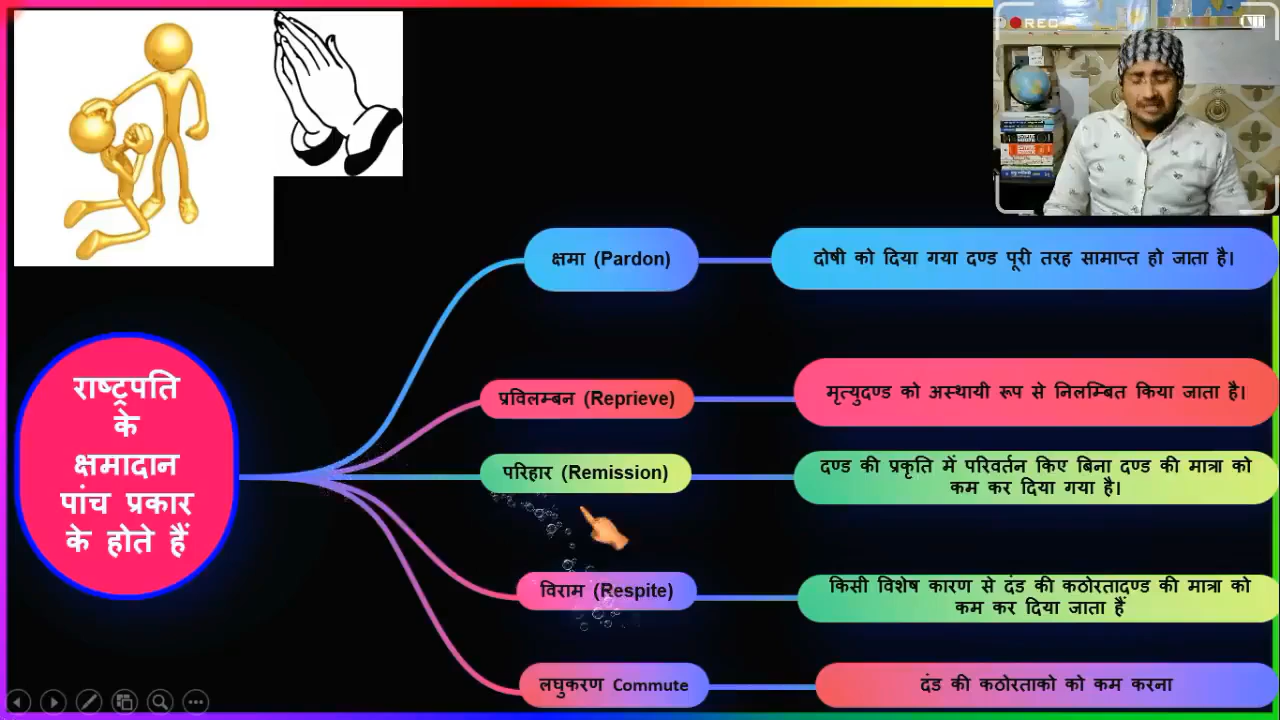 REC
क्षमा (Pardon)
दोषी को दिया गया दण्ड पूरी तरह सामाप्त हो जाता है।
राष्ट्रपति
के
क्षमादान
पांच प्रकार
के होते हैं
प्रविलम्बन (Reprieve)
मृत्युदण्ड को अस्थायी रूप से निलम्बित किया जाता है।
परिहार (Remission)
दण्ड की प्रकृति में परिवर्तन किए बिना दण्ड की मात्रा को
कम कर दिया गया है।
विराम (Respite)
किसी विशेष कारण से दंड की कठोरतादण्ड की मात्रा को
कम कर दिया जाता हैं
लघुकरण Commute
दंड की कठोरताको को कम करना